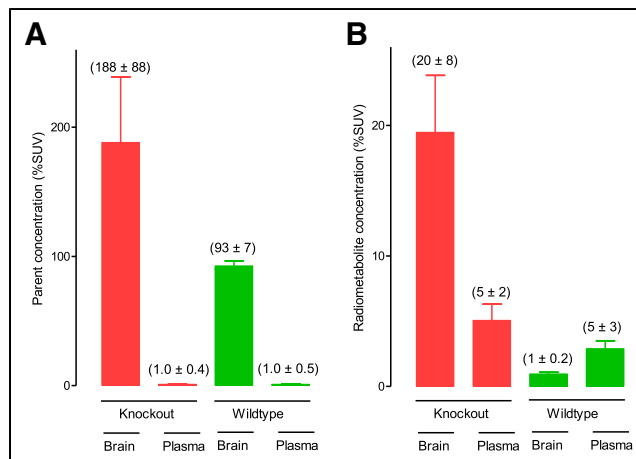 A
Parent concentration (%SUV)
200
100
0
(188 ± 88)
(1.0 ± 0.4)
(93 ± 7)
(1.0 ± 0.5)
Knockout
Wildtype
Brain
Plasma
Brain
Plasma
B
Radiometabolite concentration (%SUV)
20
10
0
(20 ± 8)
(5 ± 2)
(1 ± 0.2)
(5 ± 3)
Knockout
Wildtype
Brain
Plasma
Brain
Plasma